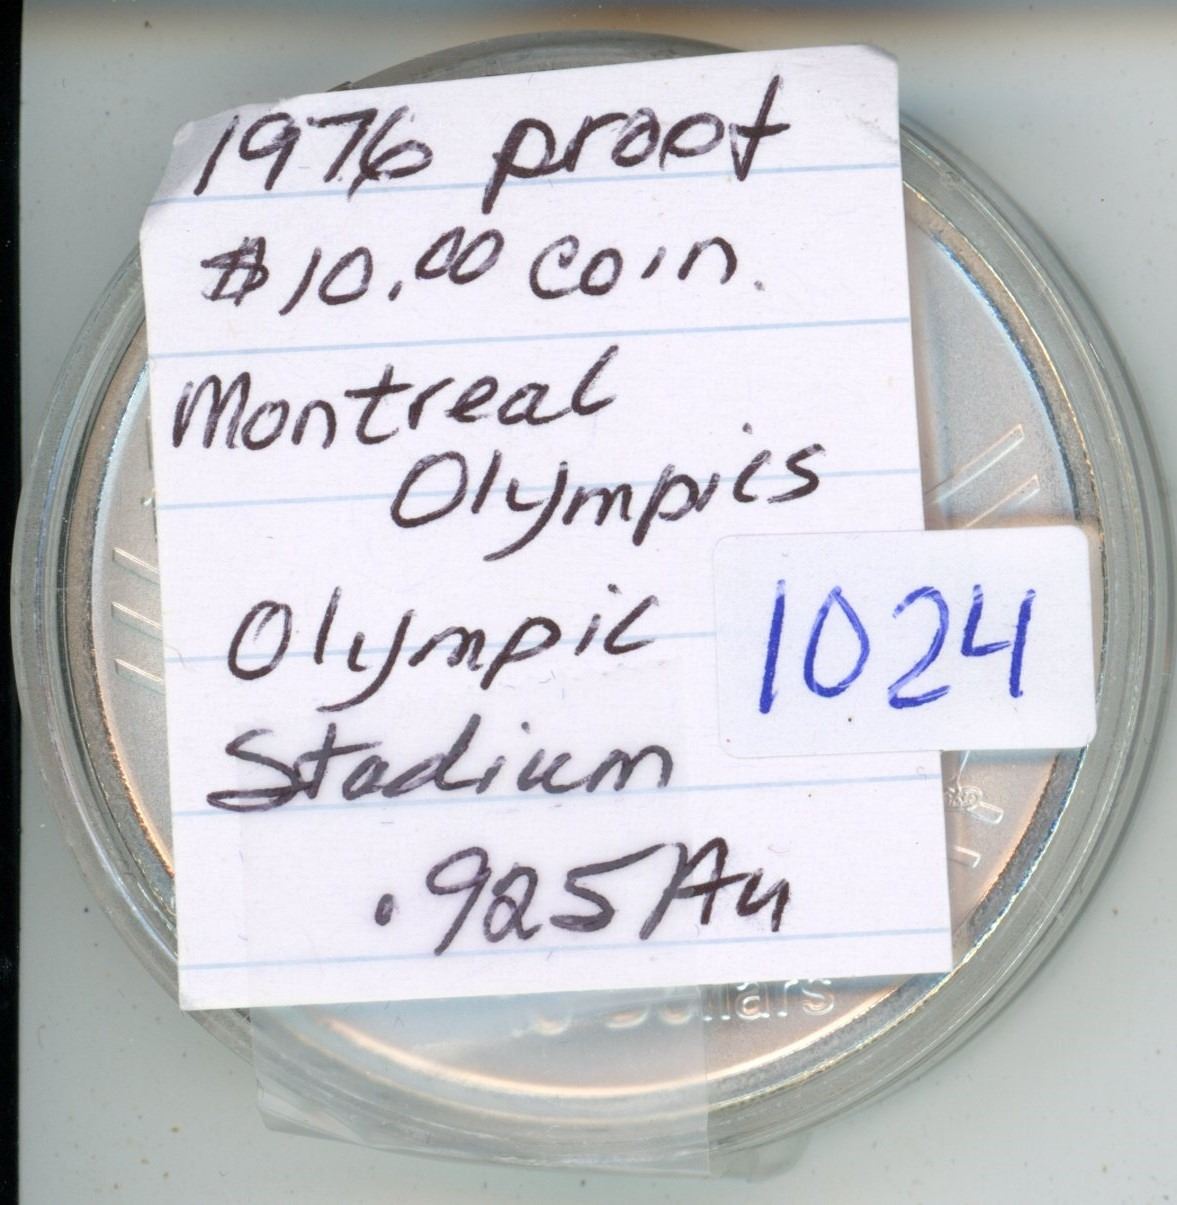 1976 proof
$10.00 coin.
Montreal
Olympics
Olympic
Stadium
1024
.925 Au
Dollars